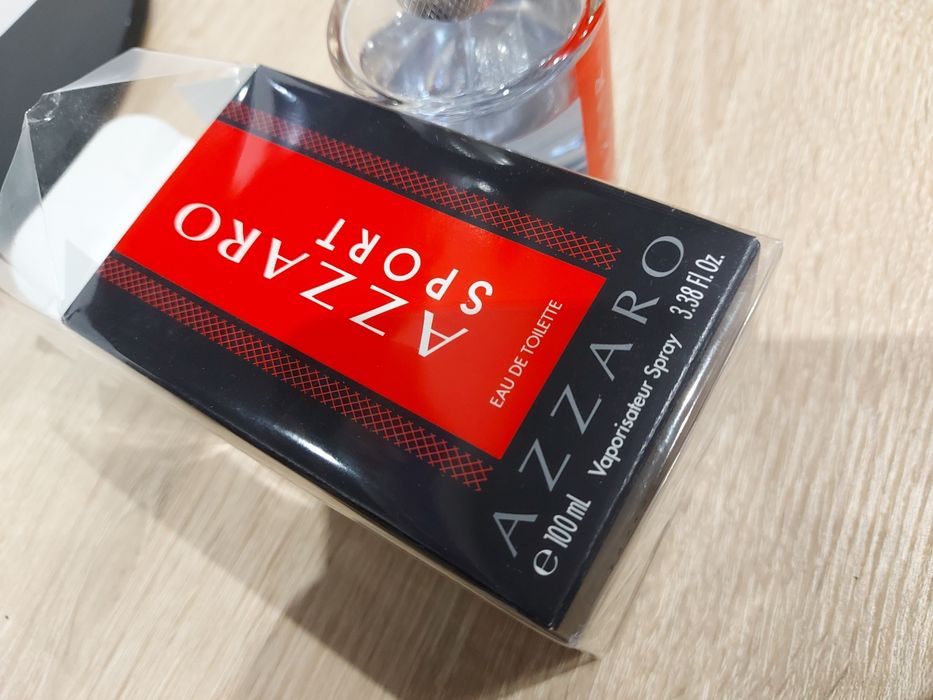 AZZARO
SPORT
EAU DE TOILETTE
AZZARO
e 100 mL Vaporisateur Spray 3.38 Fl. Oz.